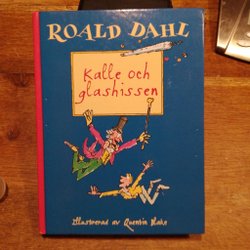 ROALD DAHL
Kalle och
glashissen
Illustrerad av Quentin Blake